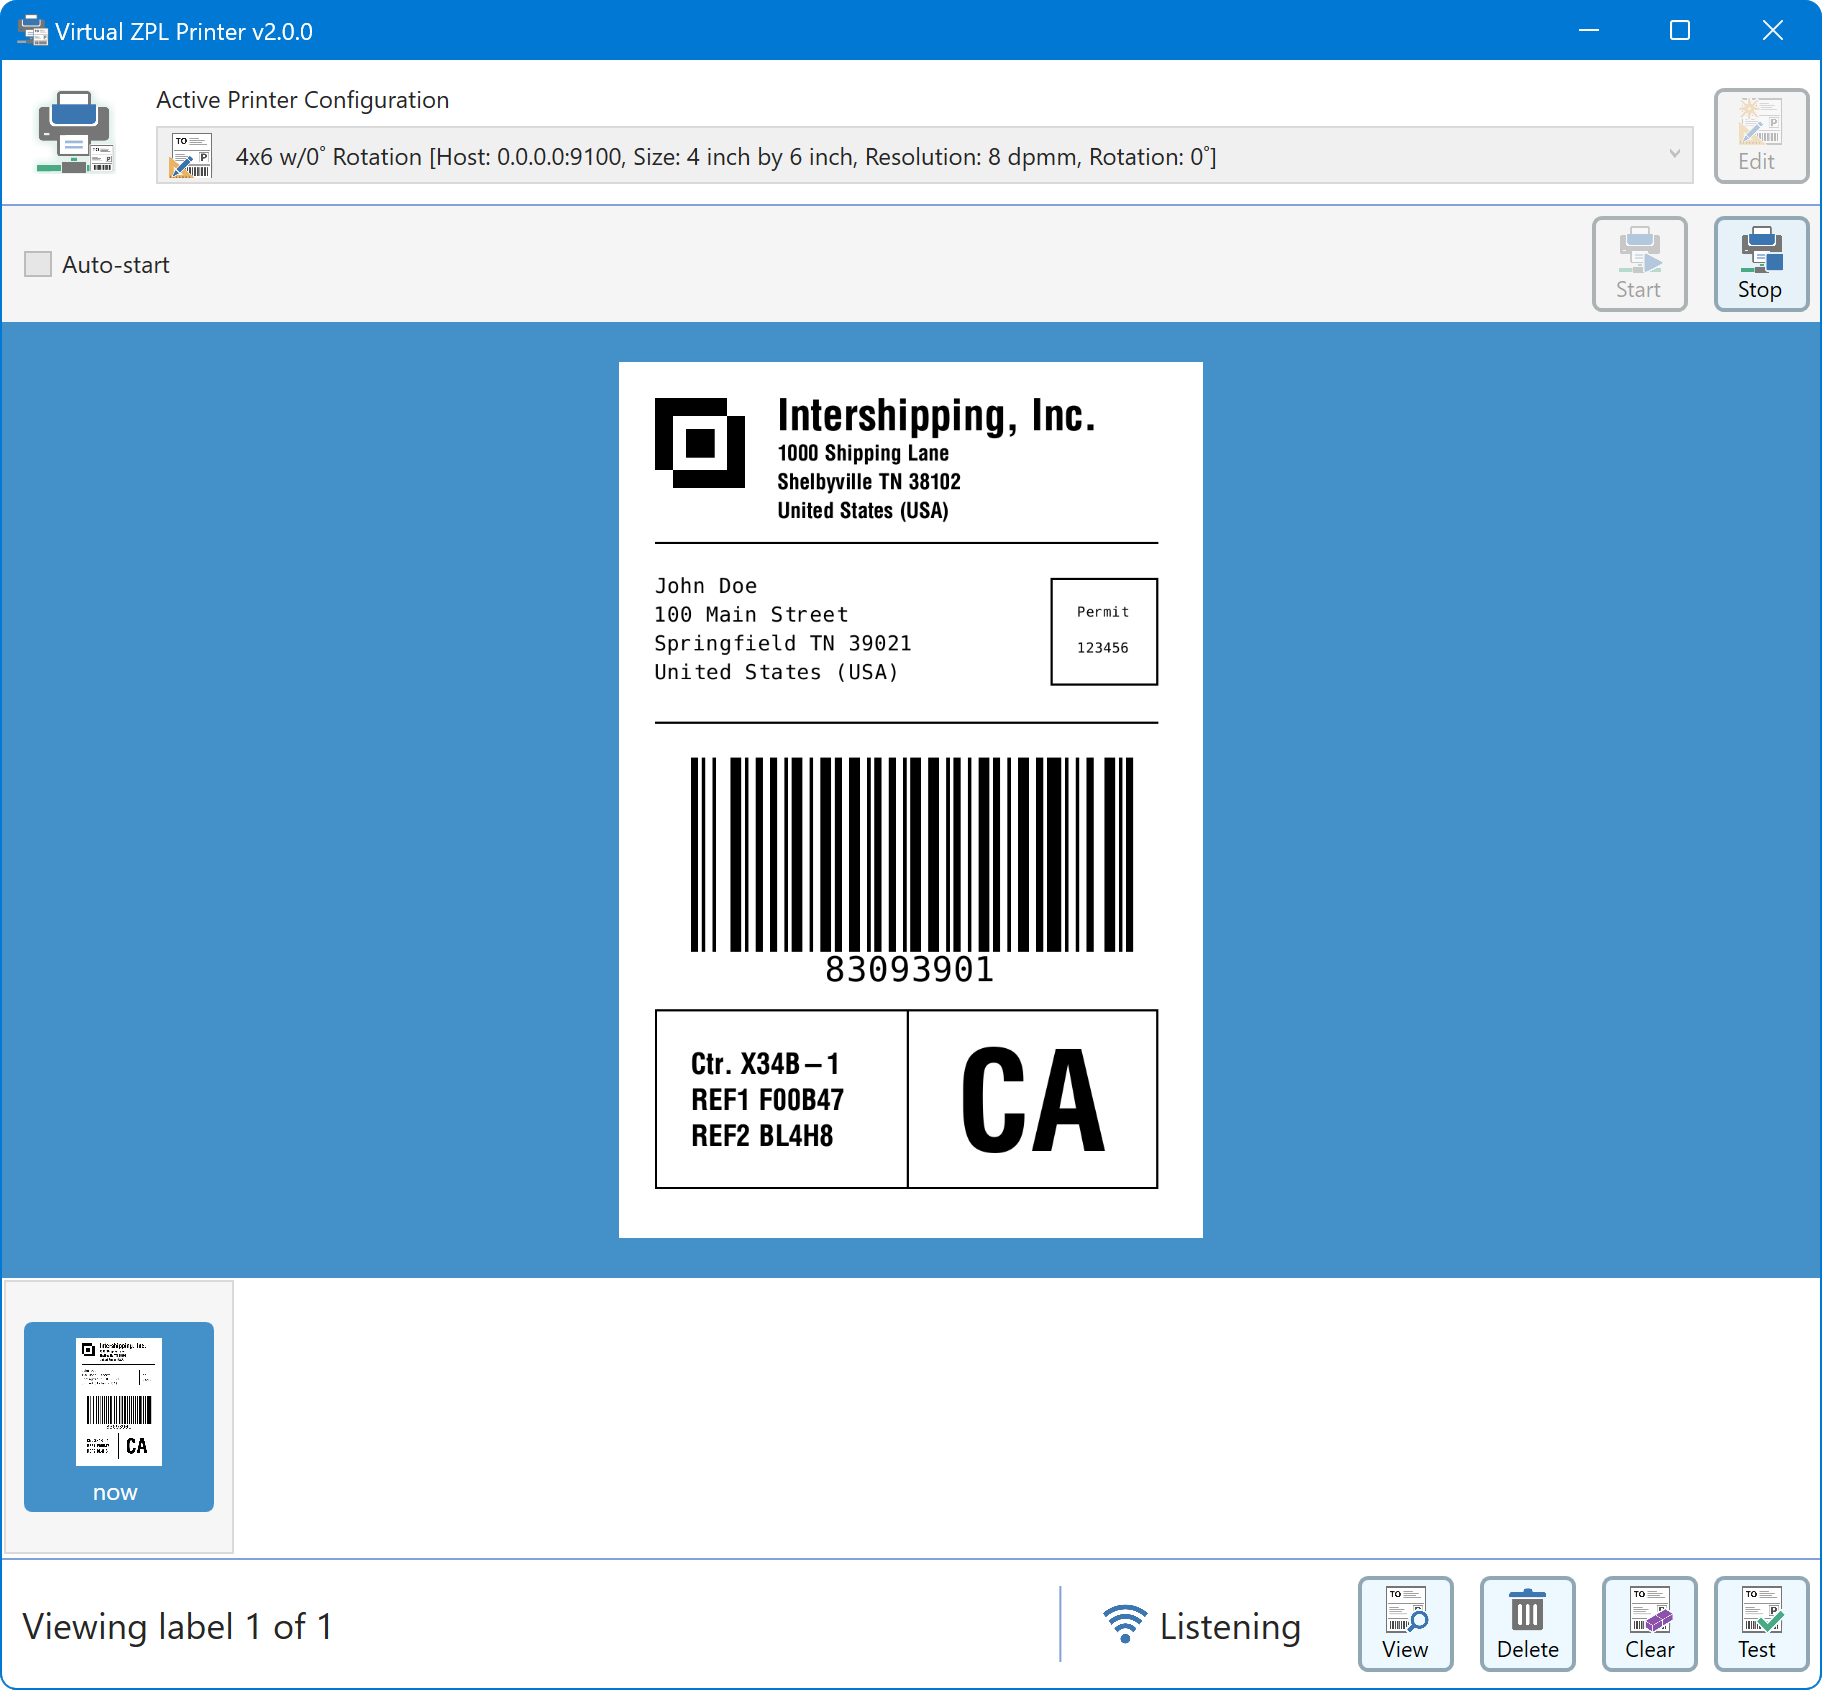 Virtual ZPL Printer v2.0.0
Active Printer Configuration
4x6 w/0° Rotation [Host: 0.0.0.0:9100, Size: 4 inch by 6 inch, Resolution: 8 dpmm, Rotation: 0°]
Edit
Auto-start
Start
Stop
Intershipping, Inc.
1000 Shipping Lane
Shelbyville TN 38102
United States (USA)
John Doe
100 Main Street
Springfield TN 39021
United States (USA)
Permit
123456
83093901
Ctr. X34B-1
REF1 F00B47
REF2 BL4H8
CA
Intershipping, Inc.
CA
now
Viewing label 1 of 1
Listening
View
Delete
Clear
Test